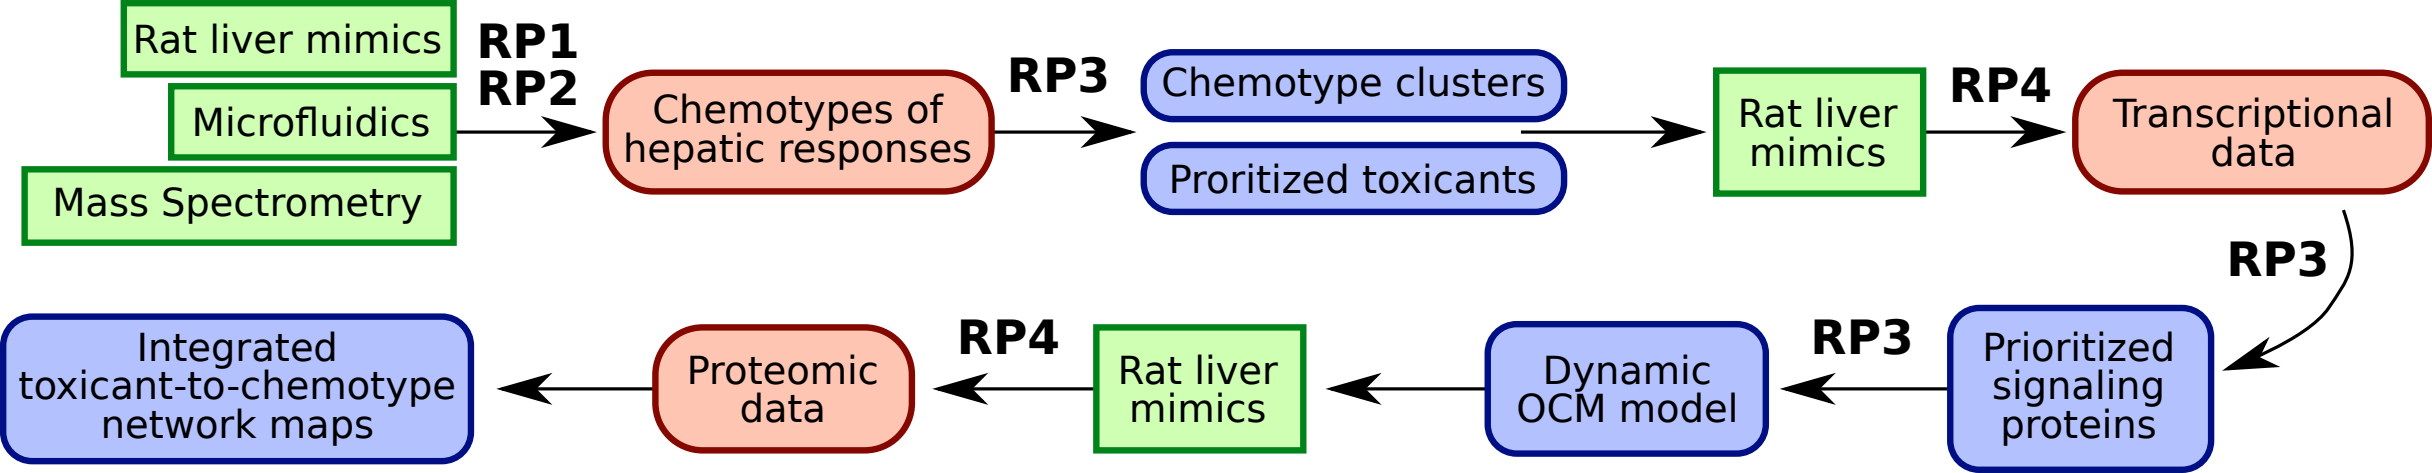 Rat liver mimics
Microfluidics
Mass Spectrometry
RP1
RP2
Chemotypes of
hepatic responses
RP3
Chemotype clusters
Proritized toxicants
Rat liver
mimics
RP4
Transcriptional
data
RP3
Prioritized
signaling
proteins
RP3
Dynamic
OCM model
Rat liver
mimics
RP4
Proteomic
data
Integrated
toxicant-to-chemotype
network maps